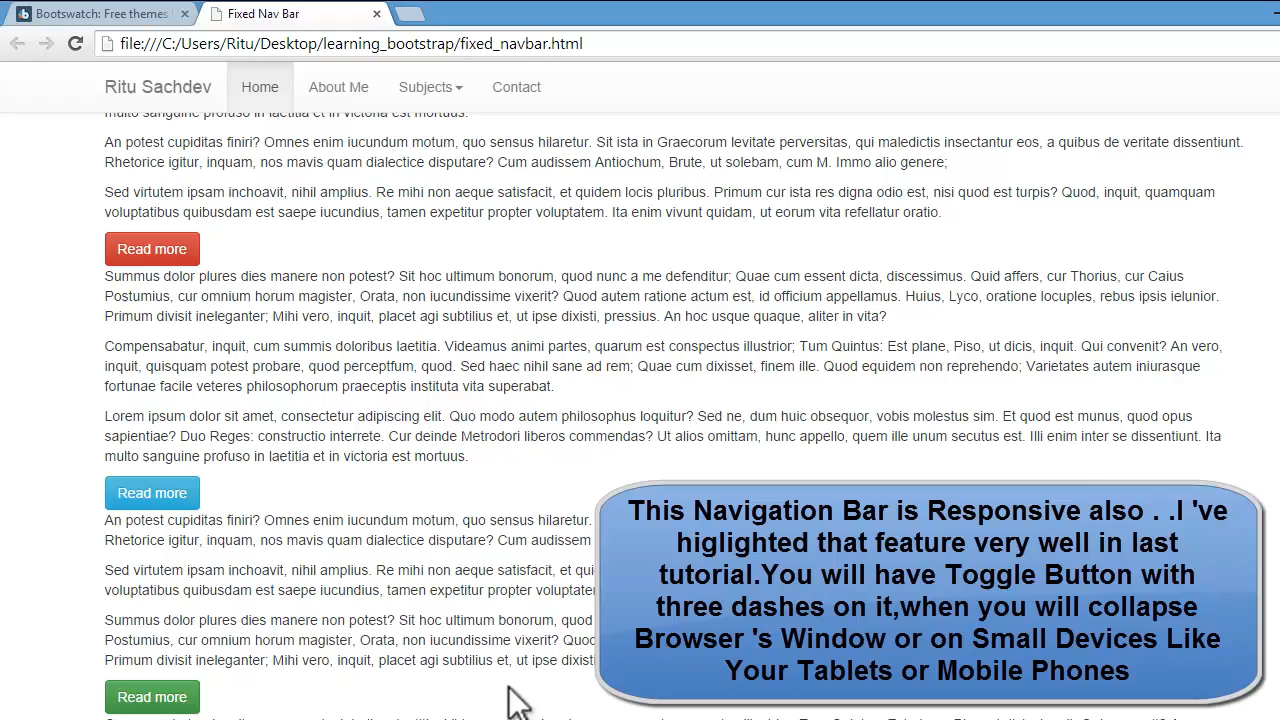 Bootswatch: Free themes
Fixed Nav Bar
file:///C:/Users/Ritu/Desktop/learning_bootstrap/fixed_navbar.html
Ritu Sachdev Home About Me Subjects Contact
multo sanguine profuso in laetitia et in victoria est mortuus.
An potest cupiditas finiri? Omnes enim iucundum motum, quo sensus hilaretur. Sit ista in Graecorum levitate perversitas, qui maledictis insectantur eos, a quibus de veritate dissentiunt.
Rhetorice igitur, inquam, nos mavis quam dialectice disputare? Cum audissem Antiochum, Brute, ut solebam, cum M. Immo alio genere;
Sed virtutem ipsam inchoavit, nihil amplius. Re mihi non aeque satisfacit, et quidem locis pluribus. Primum cur ista res digna odio est, nisi quod est turpis? Quod, inquit, quamquam
voluptatibus quibusdam est saepe iucundius, tamen expetitur propter voluptatem. Ita enim vivunt quidam, ut eorum vita refellatur oratio.
Read more
Summus dolor plures dies manere non potest? Sit hoc ultimum bonorum, quod nunc a me defenditur; Quae cum essent dicta, discessimus. Quid affers, cur Thorius, cur Caius
Postumius, cur omnium horum magister, Orata, non iucundissime vixerit? Quod autem ratione actum est, id officium appellamus. Huius, Lyco, oratione locuples, rebus ipsis ielunior.
Primum divisit ineleganter; Mihi vero, inquit, placet agi subtilius et, ut ipse dixisti, pressius. An hoc usque quaque, aliter in vita?
Compensabatur, inquit, cum summis doloribus laetitia. Videamus animi partes, quarum est conspectus illustrior; Tum Quintus: Est plane, Piso, ut dicis, inquit. Qui convenit? An vero,
inquit, quisquam potest probare, quod perceptfum, quod. Sed haec nihil sane ad rem; Quae cum dixisset, finem ille. Quod equidem non reprehendo; Varietates autem iniurasque
fortunae facile veteres philosophorum praeceptis instituta vita superabat.
Lorem ipsum dolor sit amet, consectetur adipiscing elit. Quo modo autem philosophus loquitur? Sed ne, dum huic obsequor, vobis molestus sim. Et quod est munus, quod opus
sapientiae? Duo Reges: constructio interrete. Cur deinde Metrodori liberos commendas? Ut alios omittam, hunc appello, quem ille unum secutus est. Illi enim inter se dissentiunt. Ita
multo sanguine profuso in laetitia et in victoria est mortuus.
Read more
An potest cupiditas finiri? Omnes enim iucundum motum, quo sensus hilaretur.
Rhetorice igitur, inquam, nos mavis quam dialectice disputare? Cum audissem
Sed virtutem ipsam inchoavit, nihil amplius. Re mihi non aeque satisfacit, et
voluptatibus quibusdam est saepe iucundius, tamen expetitur propter voluptatem
Summus dolor plures dies manere non potest? Sit hoc ultimum bonorum, quod
Postumius, cur omnium horum magister, Orata, non iucundissime vixerit? Quod
Primum divisit ineleganter; Mihi vero, inquit, placet agi subtilius et, ut ipse dixisti
Read more
This Navigation Bar is Responsive also . .I 've
higlighted that feature very well in last
tutorial.You will have Toggle Button with
three dashes on it,when you will collapse
Browser 's Window or on Small Devices Like
Your Tablets or Mobile Phones